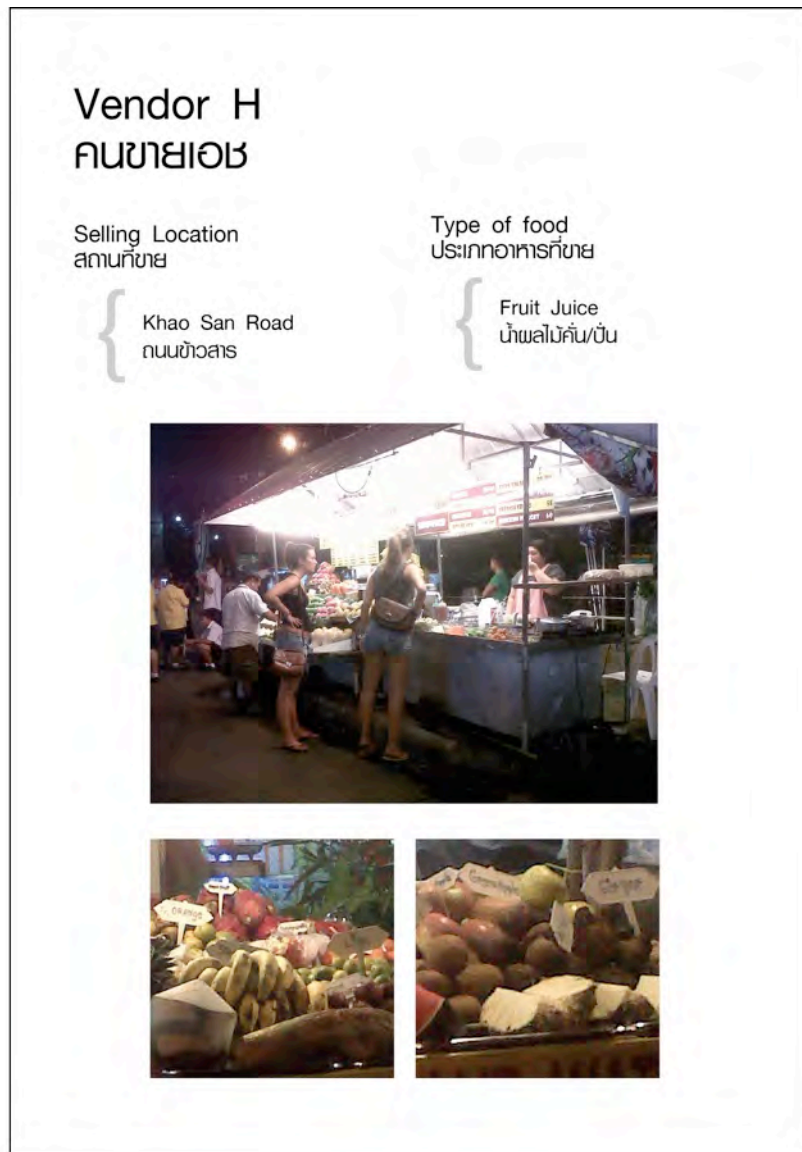 Vendor H
คนขายเอช
Selling Location
สถานที่ขาย
Khao San Road
ถนนข้าวสาร
Type of food
ประเภทอาหารที่ขาย
Fruit Juice
น้ำผลไม้คั่น/ปั่น
orange